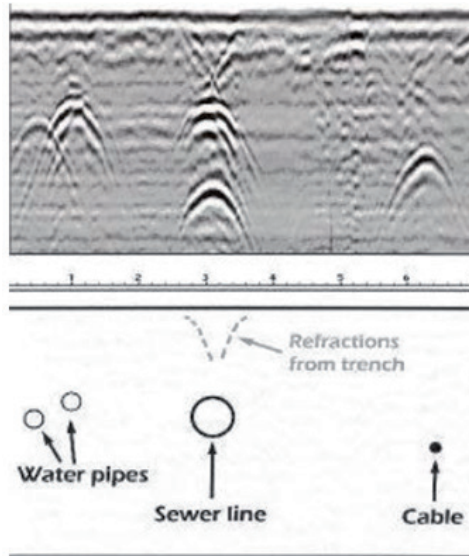 1 2 3 4 5 6
Refractions
from trench
Water pipes
Sewer line
Cable